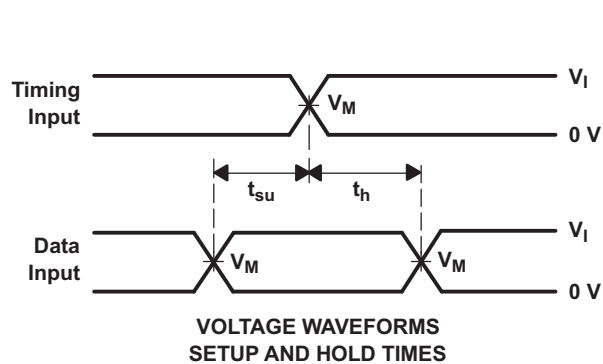 Timing
Input
V_M
V_I
0 V
t_su
t_h
Data
Input
V_M
V_M
V_I
0 V
VOLTAGE WAVEFORMS
SETUP AND HOLD TIMES